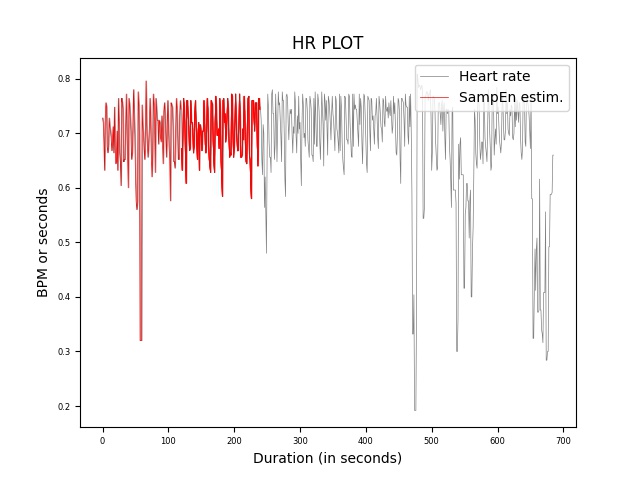 HR PLOT
Heart rate
SampEn estim.
BPM or seconds
0.8
0.7
0.6
0.5
0.4
0.3
0.2
0 100 200 300 400 500 600 700
Duration (in seconds)